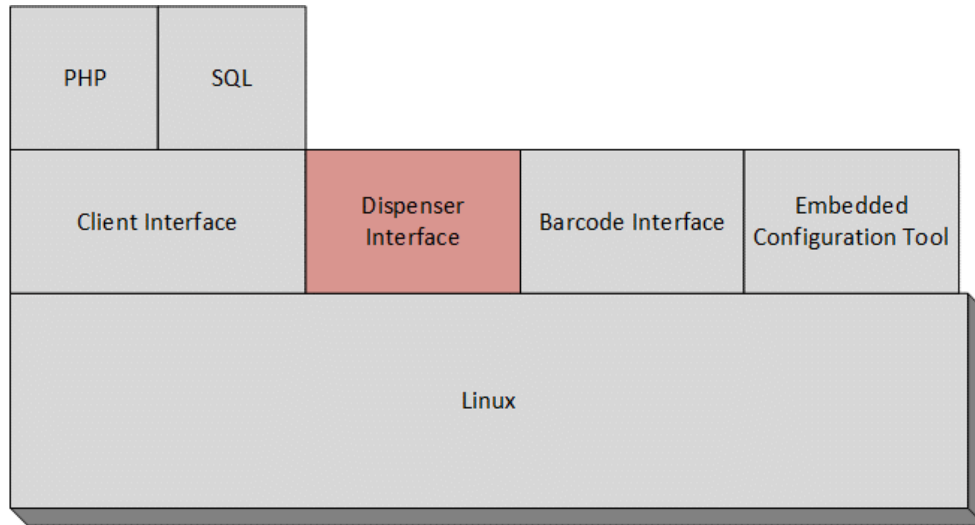 PHP
SQL
Client Interface
Dispenser
Interface
Barcode Interface
Embedded
Configuration Tool
Linux